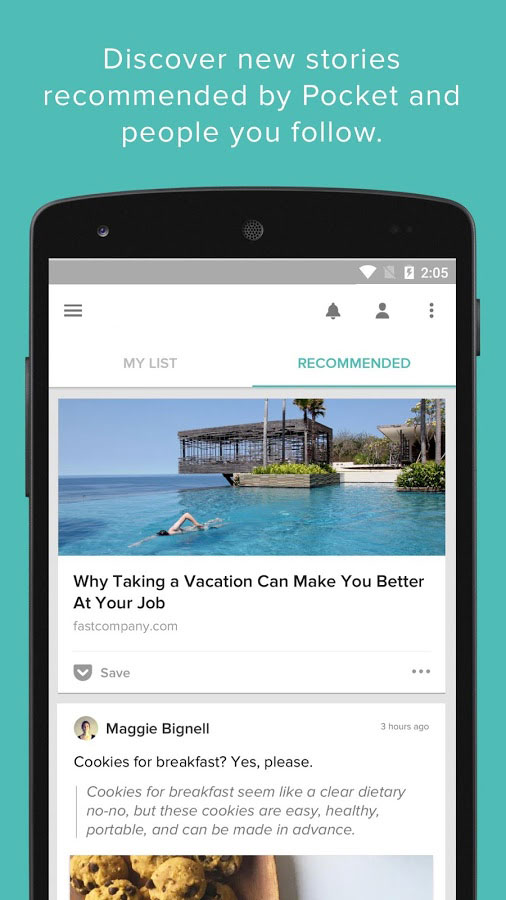 Discover new stories
recommended by Pocket and
people you follow.
2:05
MY LIST
RECOMMENDED
Why Taking a Vacation Can Make You Better
At Your Job
fastcompany.com
Save
Maggie Bignell
3 hours ago
Cookies for breakfast? Yes, please.
Cookies for breakfast seem like a clear dietary
no-no, but these cookies are easy, healthy,
portable, and can be made in advance.